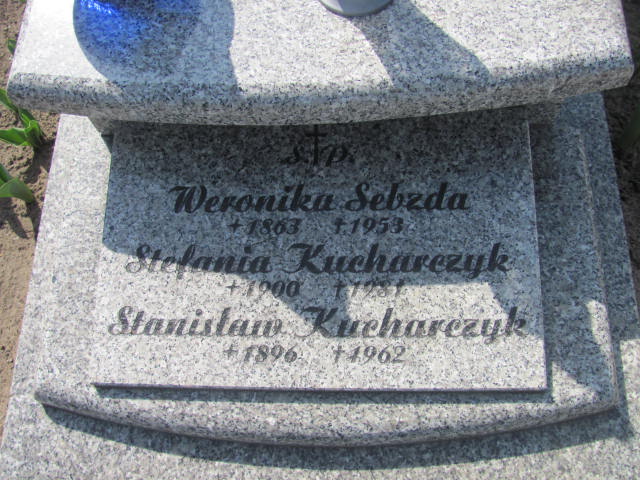 ś.†p.
Weronika Sebzda
+1863 +1953
Stefania Kucharczyk
+1900 +1981
Stanisław Kucharczyk
+1896 +1962